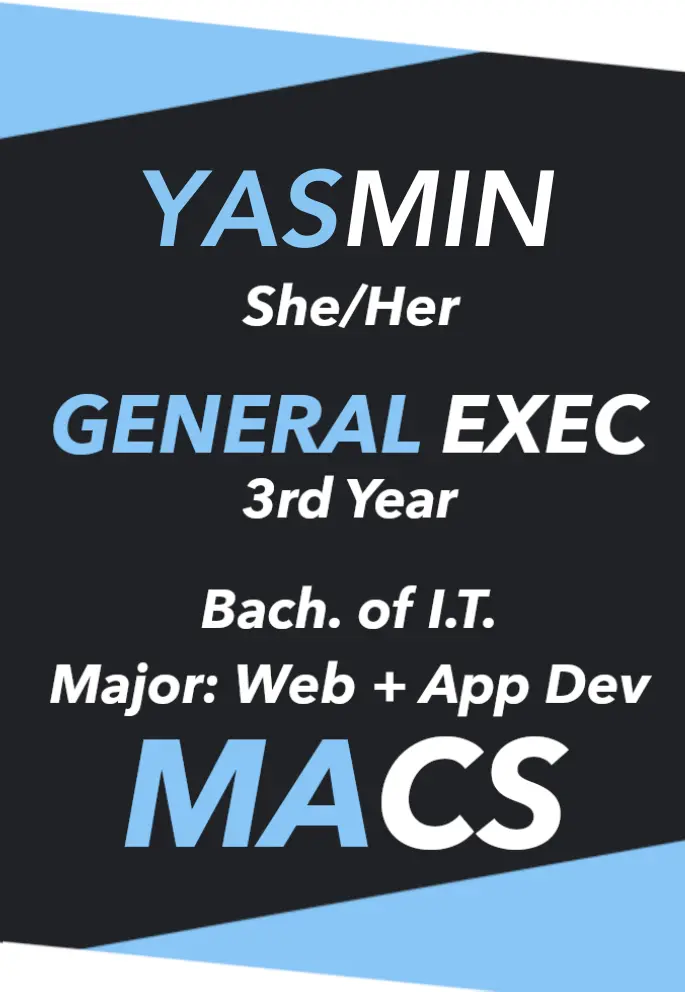 YASMIN
She/Her
GENERAL EXEC
3rd Year
Bach. of I.T.
Major: Web + App Dev
MACS